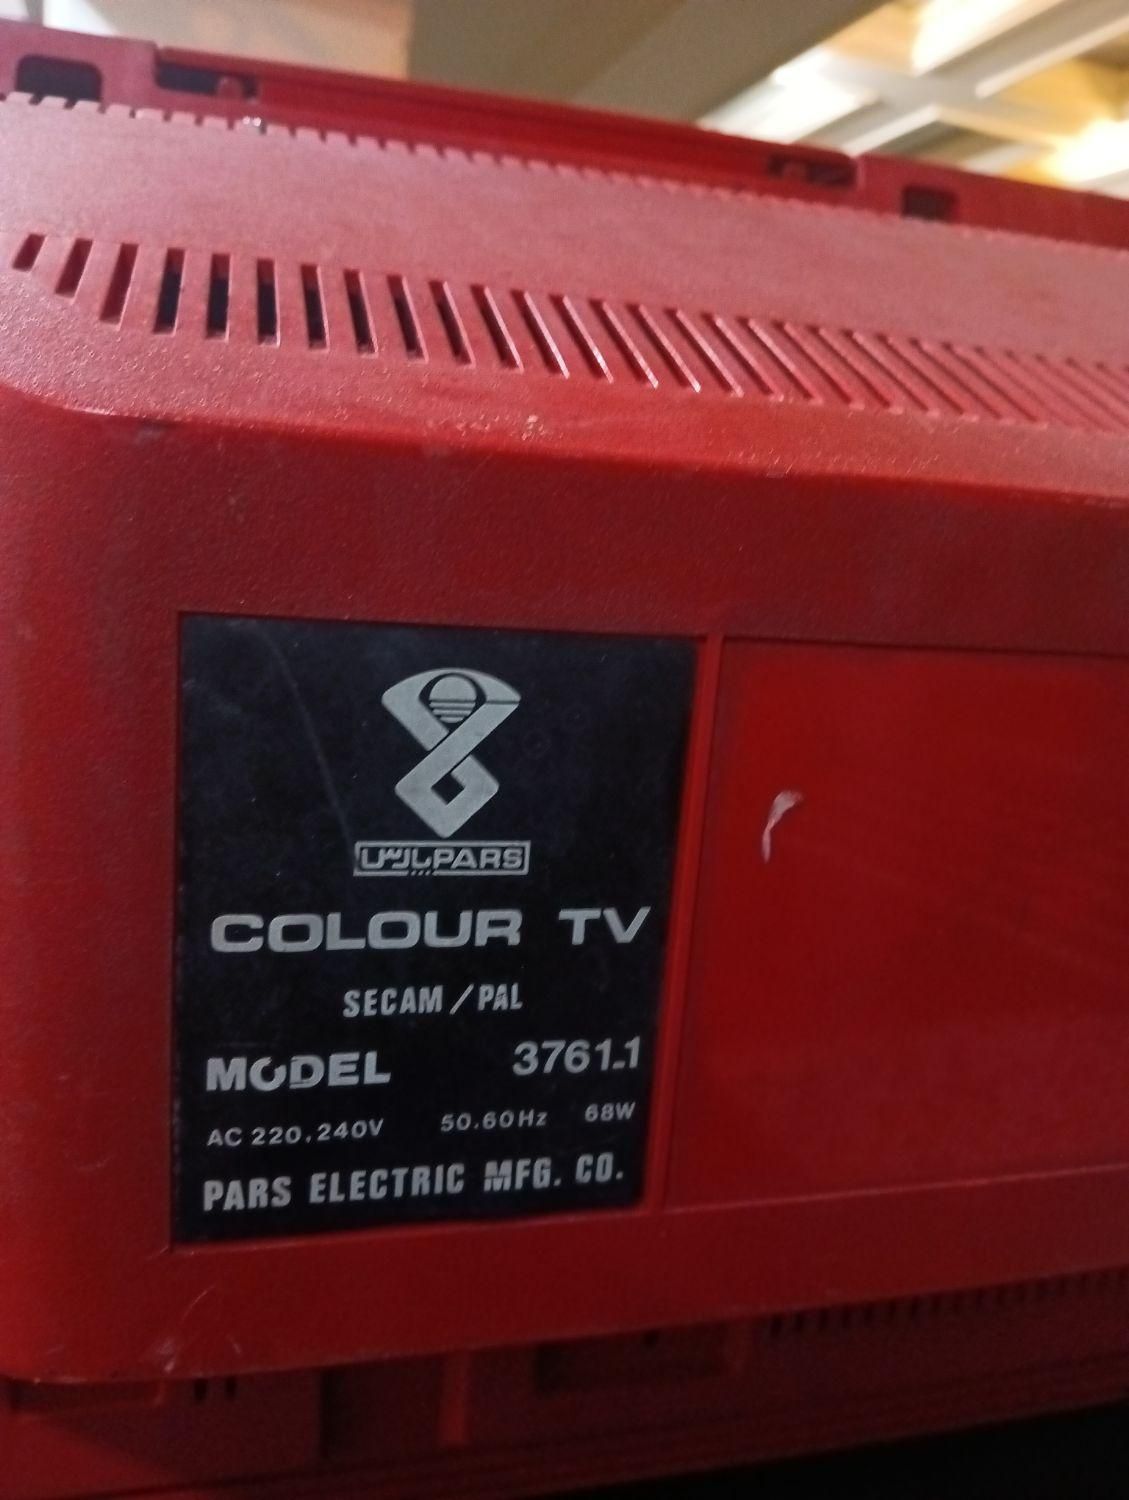 پارس PARS
COLOUR TV
SECAM/PAL
MODEL 3761-1
AC 220.240V 50.60Hz 68W
PARS ELECTRIC MFG. CO.